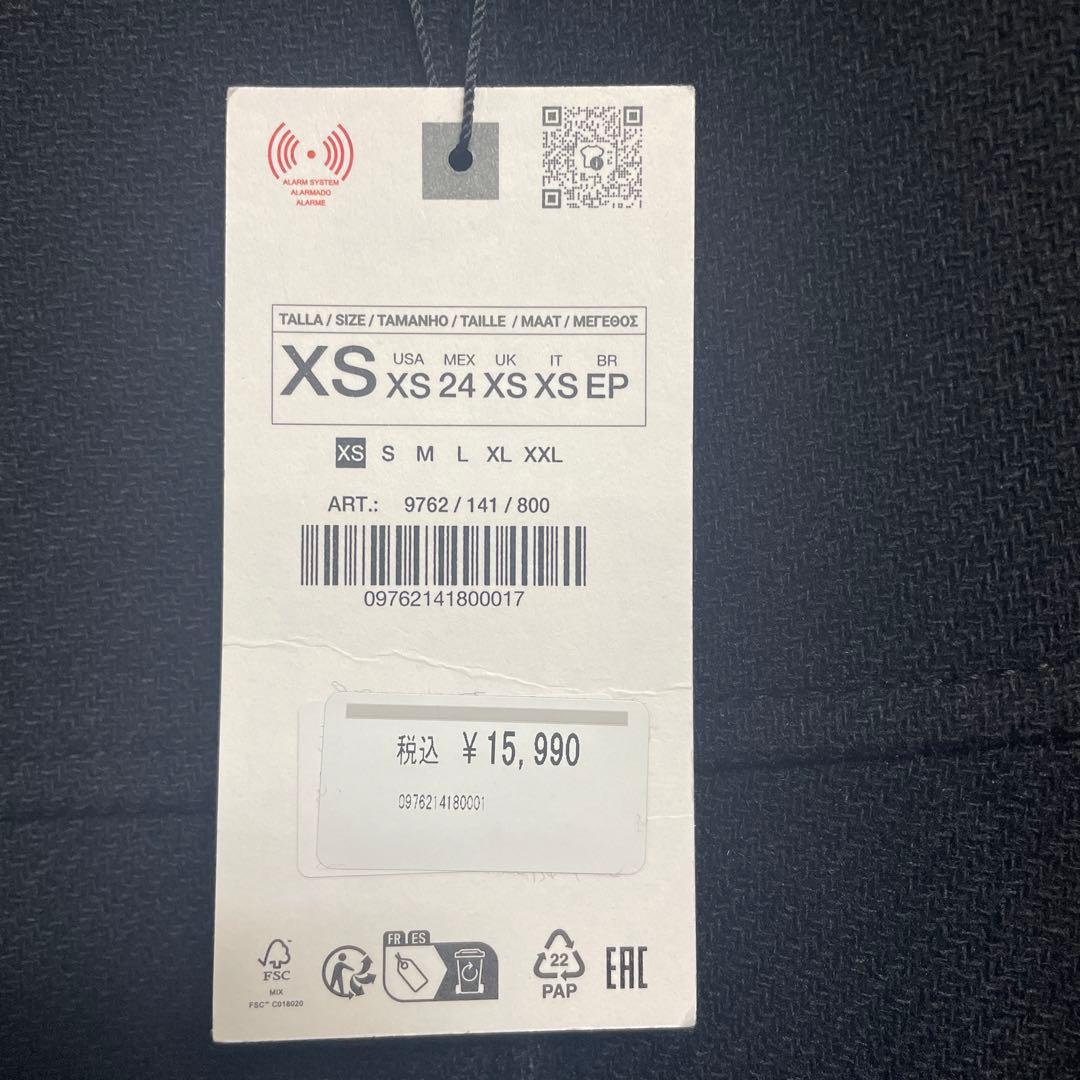 ALARM SYSTEM
ALARMADO
ALARME
TALLA / SIZE / TAMANHO / TAILLE / MAAT / ΜΕΓΕΘΟΣ
USA MEX UK IT BR
XS XS 24 XS XS EP
XS S M L XL XXL
ART.: 9762 / 141 / 800
09762141800017
税込 ¥15,990
0976214180001
FR ES
FSC
MIX
FSC™ C018020
22
PAP
EAC